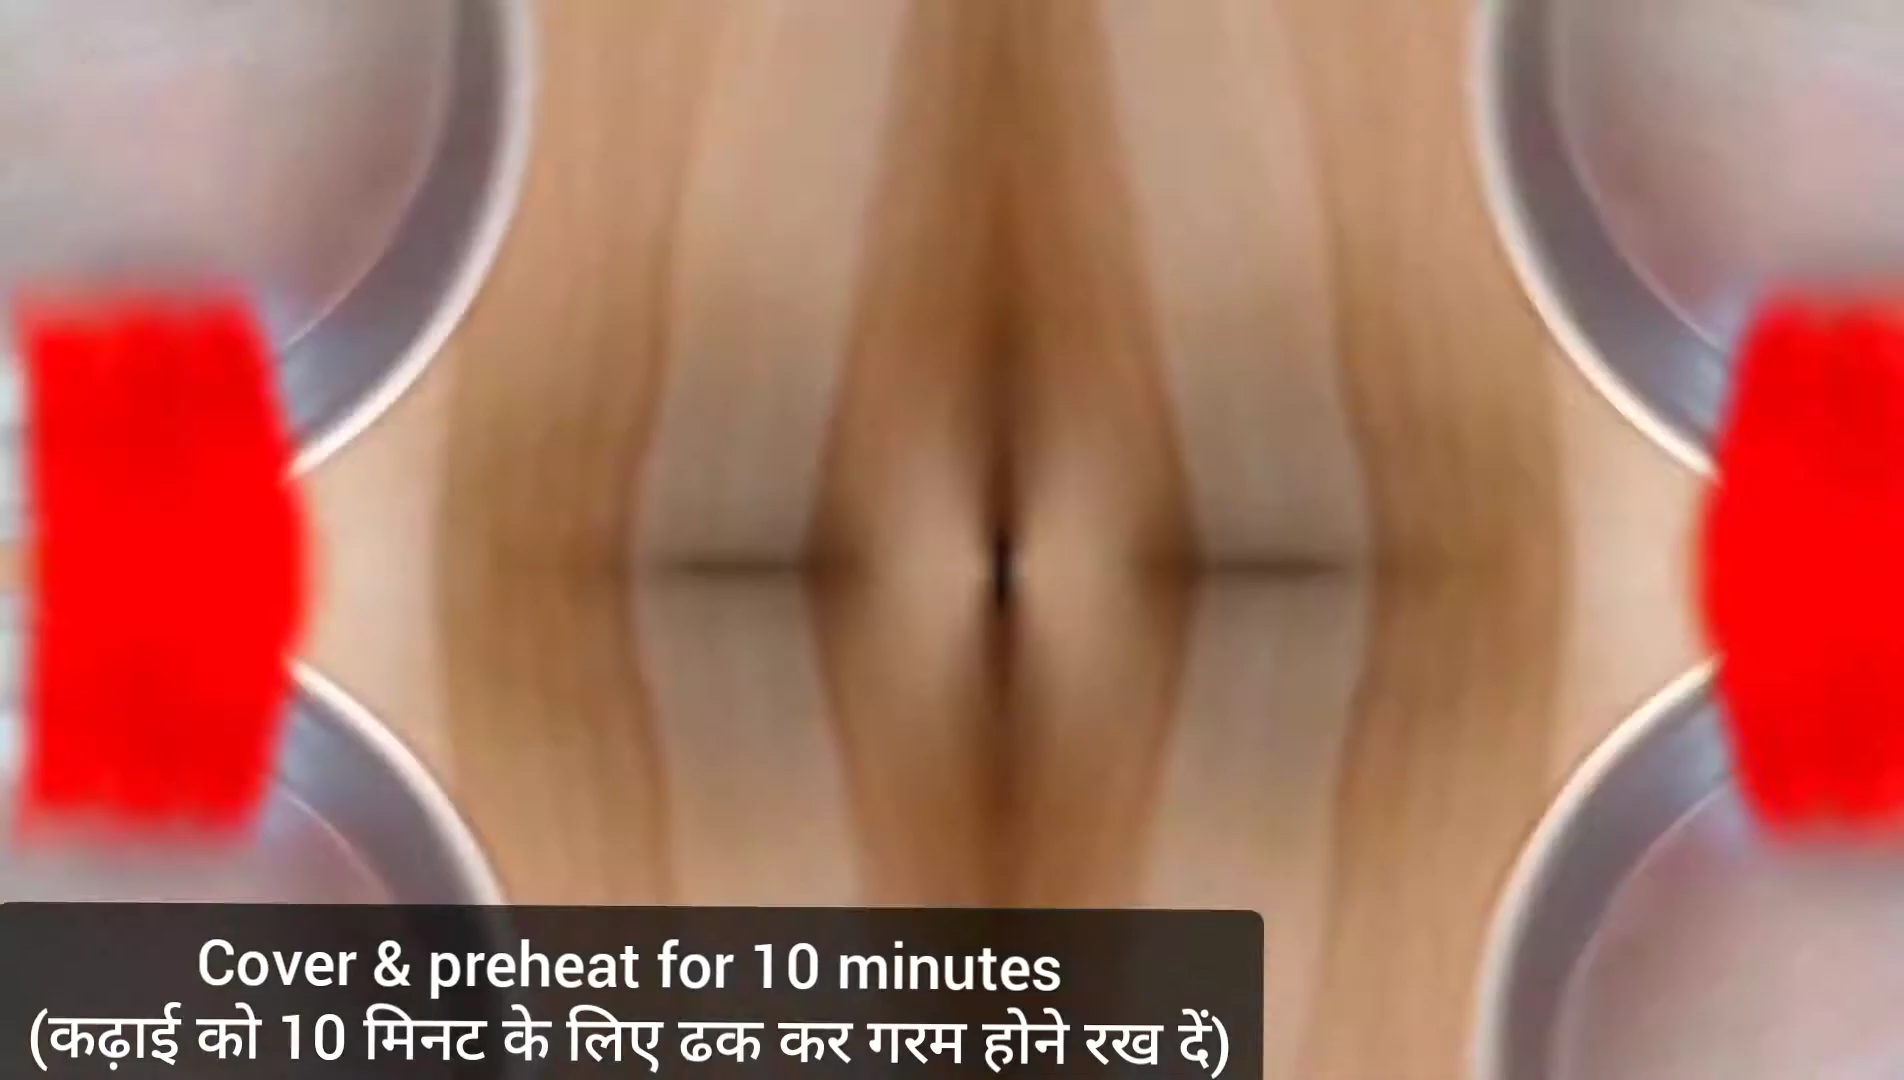 Cover & preheat for 10 minutes
(कढ़ाई को 10 मिनट के लिए ढक कर गरम होने रख दें)